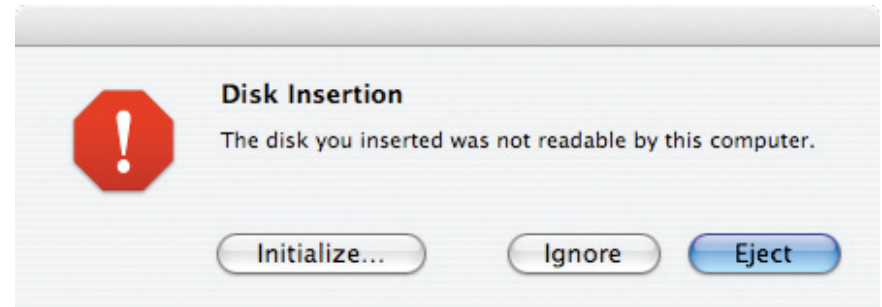 Disk Insertion
The disk you inserted was not readable by this computer.
Initialize... Ignore Eject